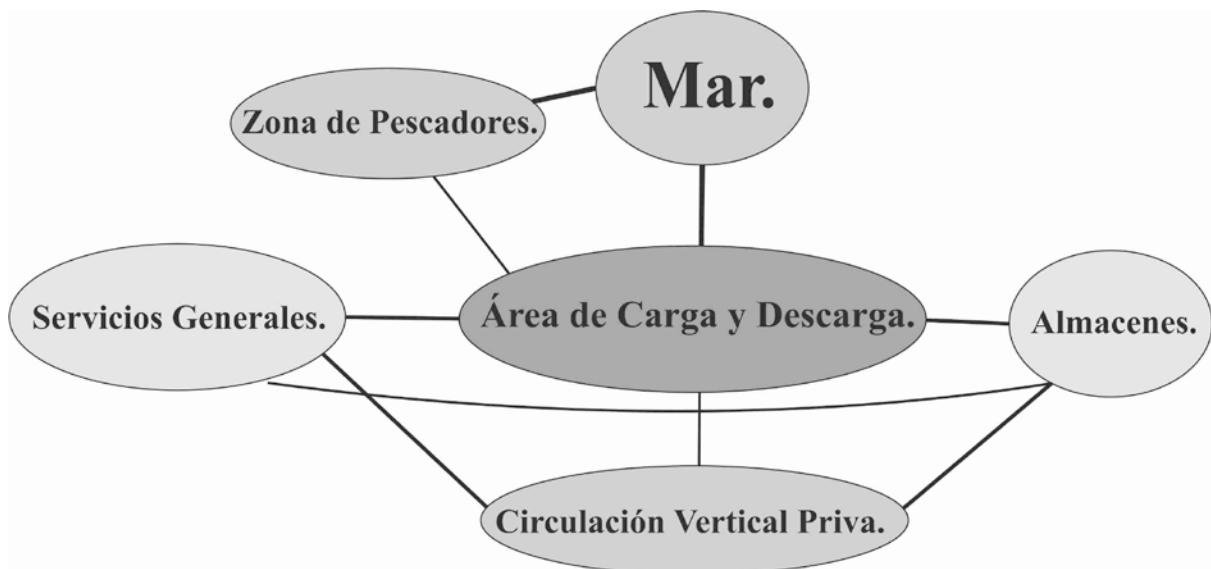 Mar.
Zona de Pescadores.
Servicios Generales.
Área de Carga y Descarga.
Almacenes.
Circulación Vertical Priva.